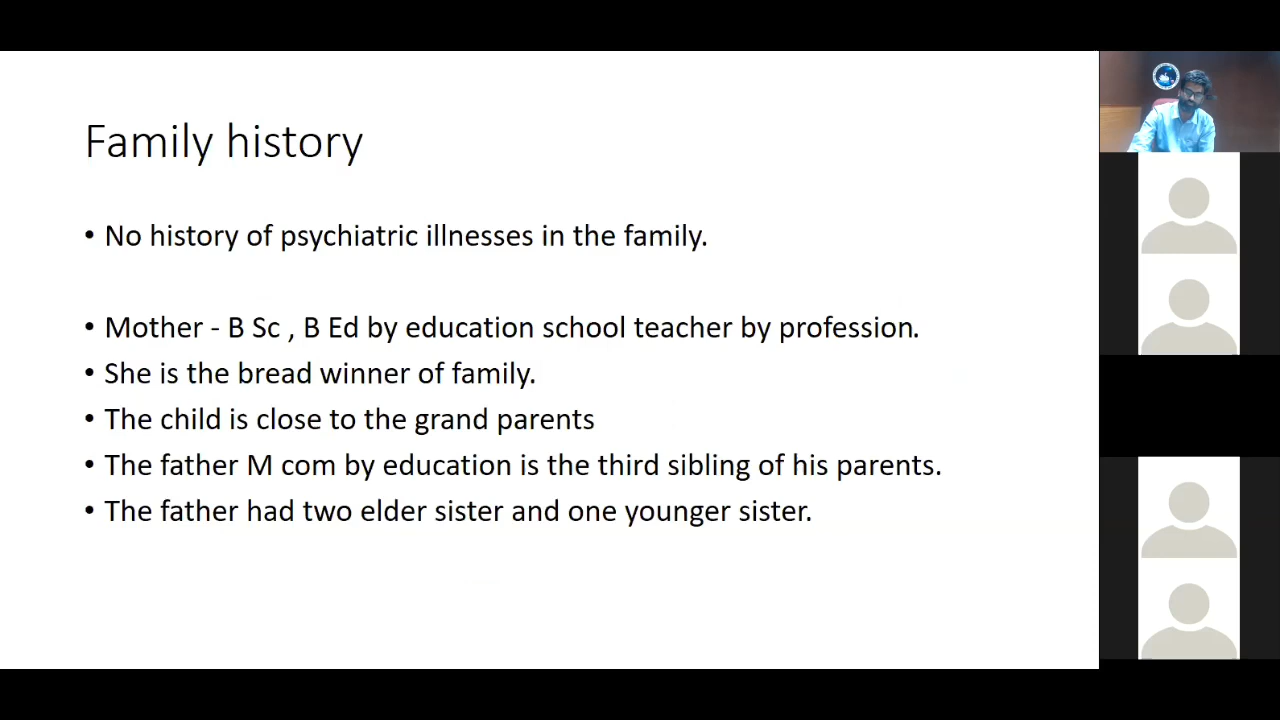 Family history
• No history of psychiatric illnesses in the family.
• Mother - B Sc , B Ed by education school teacher by profession.
• She is the bread winner of family.
• The child is close to the grand parents
• The father M com by education is the third sibling of his parents.
• The father had two elder sister and one younger sister.